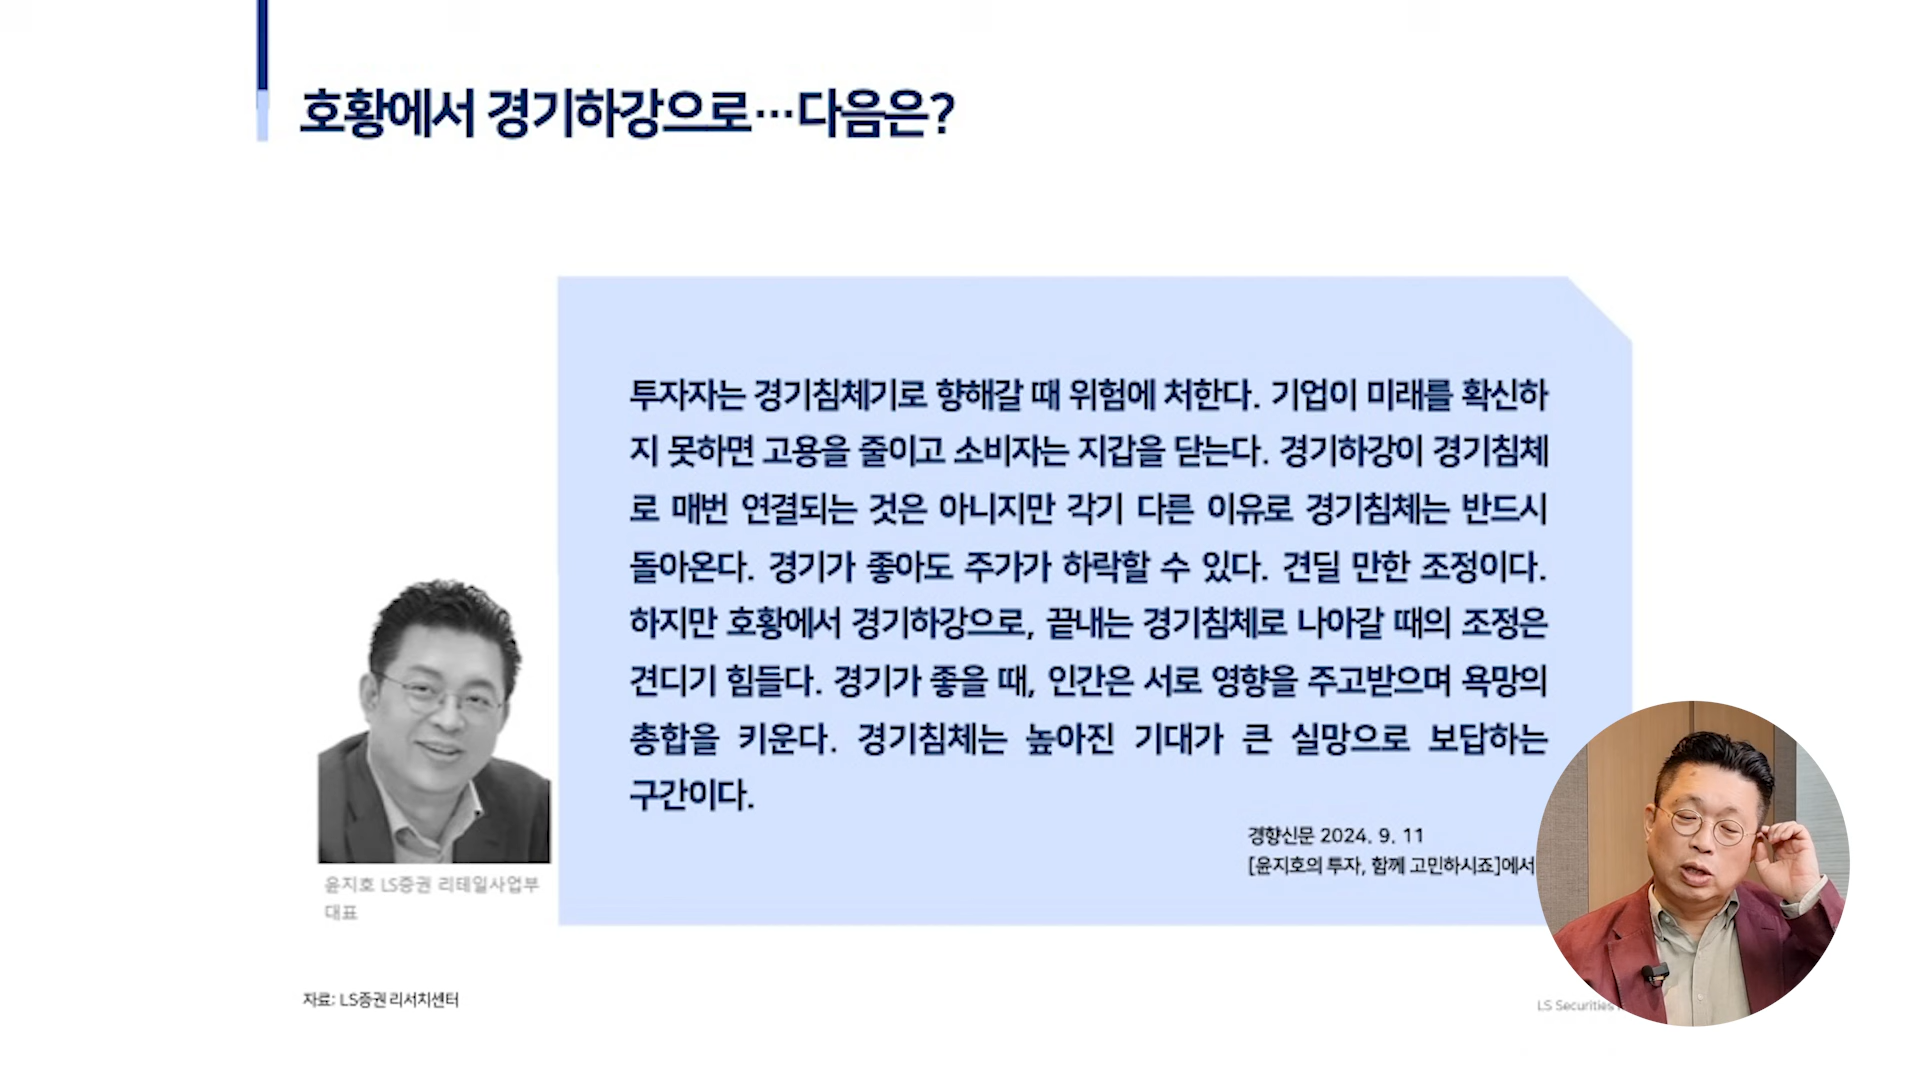 호황에서 경기하강으로…다음은?
투자자는 경기침체기로 향해갈 때 위험에 처한다. 기업이 미래를 확신하
지 못하면 고용을 줄이고 소비자는 지갑을 닫는다. 경기하강이 경기침체
로 매번 연결되는 것은 아니지만 각기 다른 이유로 경기침체는 반드시
돌아온다. 경기가 좋아도 주가가 하락할 수 있다. 견딜 만한 조정이다.
하지만 호황에서 경기하강으로, 끝내는 경기침체로 나아갈 때의 조정은
견디기 힘들다. 경기가 좋을 때, 인간은 서로 영향을 주고받으며 욕망의
총합을 키운다. 경기침체는 높아진 기대가 큰 실망으로 보답하는
구간이다.
경향신문 2024. 9. 11
[윤지호의 투자, 함께 고민하시죠]에서
윤지호 LS증권 리테일사업부
대표
자료: LS증권 리서치센터
LS Securities